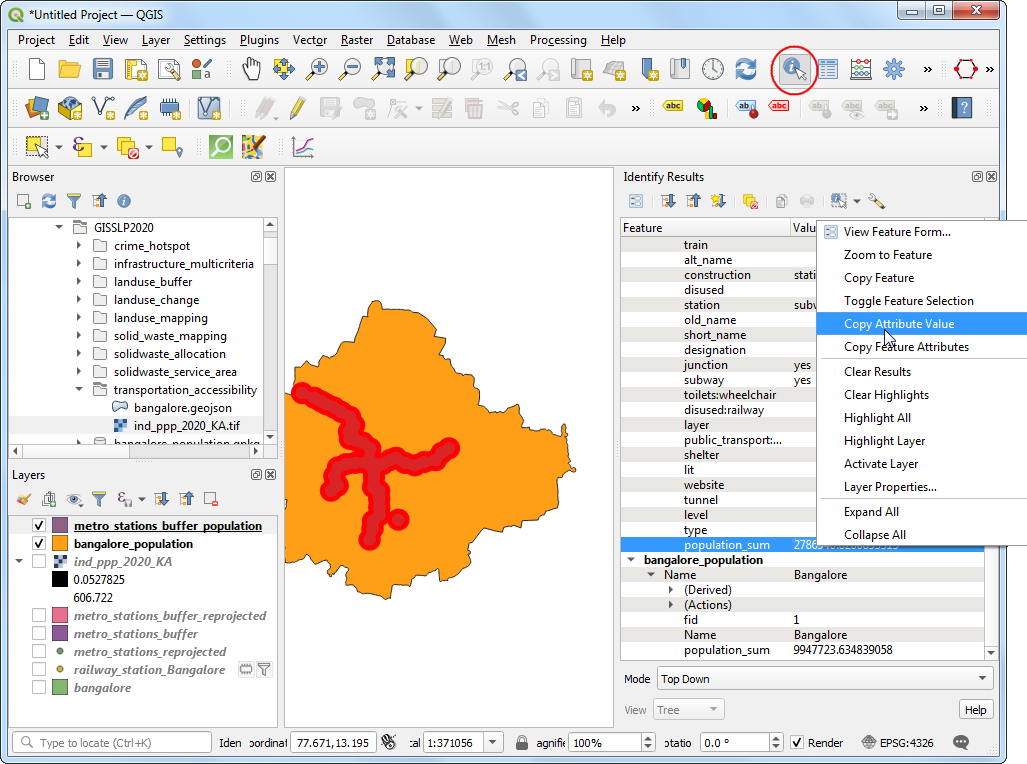 *Untitled Project — QGIS
Project Edit View Layer Settings Plugins Vector Raster Database Web Mesh Processing Help
abc abc abc
Browser
GISSLP2020
crime_hotspot
infrastructure_multicriteria
landuse_buffer
landuse_change
landuse_mapping
solid_waste_mapping
solidwaste_allocation
solidwaste_service_area
transportation_accessibility
bangalore.geojson
ind_ppp_2020_KA.tif
bangalore_population.gpkg
Layers
metro_stations_buffer_population
bangalore_population
ind_ppp_2020_KA
0.0527825
606.722
metro_stations_buffer_reprojected
metro_stations_buffer
metro_stations_reprojected
railway_station_Bangalore
bangalore
Identify Results
Feature Valu
train
alt_name
construction stati
disused
station subw
old_name
short_name
designation
junction yes
subway yes
toilets:wheelchair
disused:railway
layer
public_transport:...
shelter
lit
website
tunnel
level
type
population_sum
bangalore_population
Name Bangalore
(Derived)
(Actions)
fid 1
Name Bangalore
population_sum 9947723.634839058
View Feature Form...
Zoom to Feature
Copy Feature
Toggle Feature Selection
Copy Attribute Value
Copy Feature Attributes
Clear Results
Clear Highlights
Highlight All
Highlight Layer
Activate Layer
Layer Properties...
Expand All
Collapse All
Mode Top Down
View Tree Help
Type to locate (Ctrl+K) Iden oordinat 77.671,13.195 :al 1:371056 agnifie 100% otatio 0.0 ° Render EPSG:4326